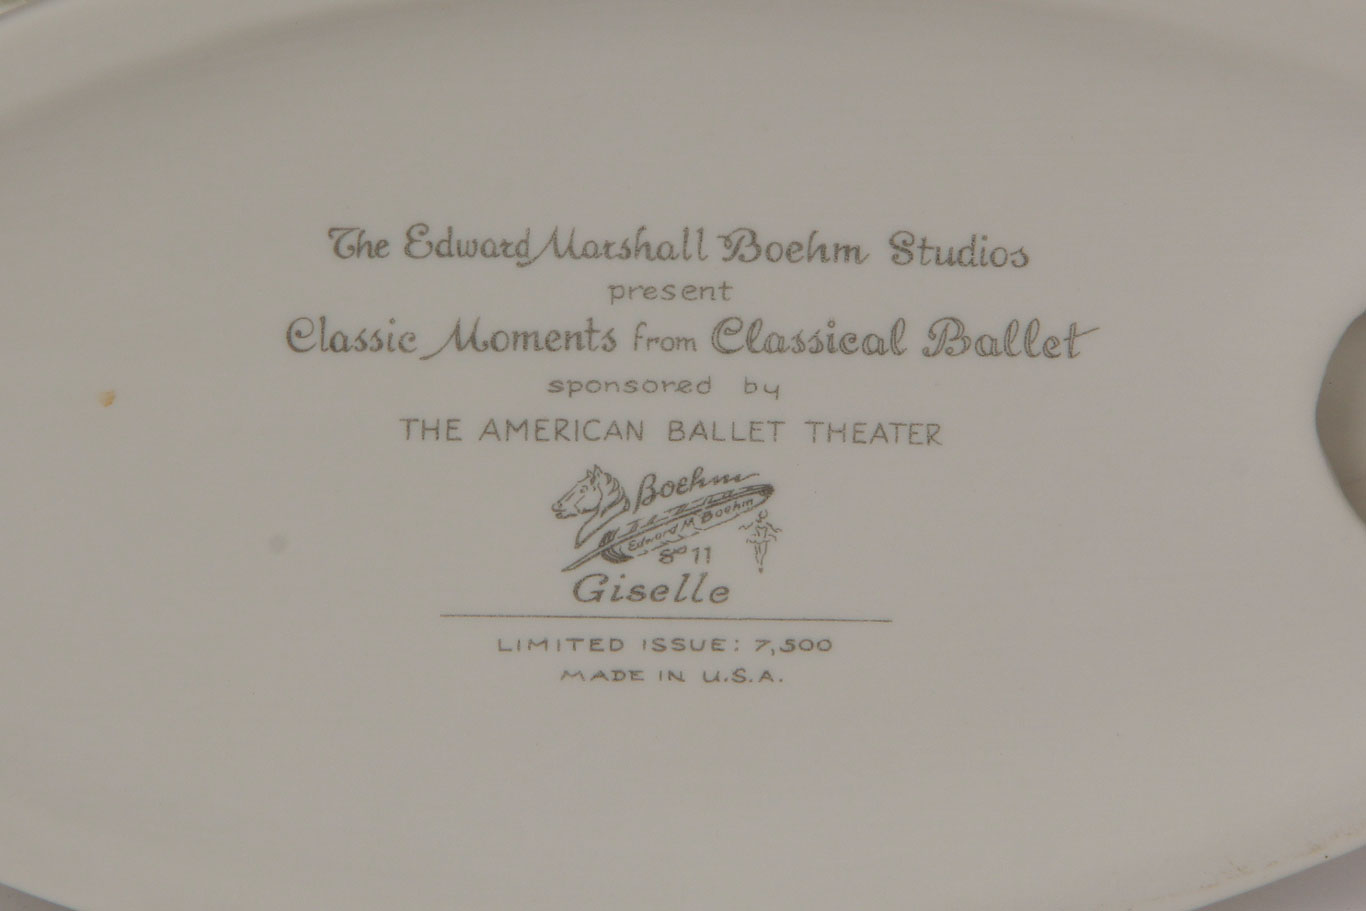 The Edward Marshall Boehm Studios
present
Classic Moments from Classical Ballet
sponsored by
THE AMERICAN BALLET THEATER
Boehm
Edward M Boehm
Giselle
LIMITED ISSUE: 7,500
MADE IN U.S.A.